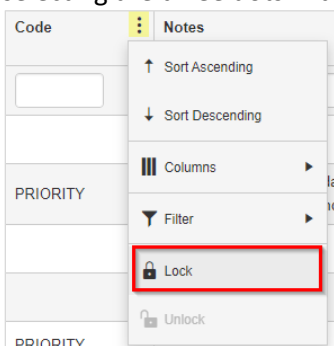 Code
Notes
Sort Ascending
Sort Descending
Columns
PRIORITY
Filter
Lock
Unlock
PRIORITY